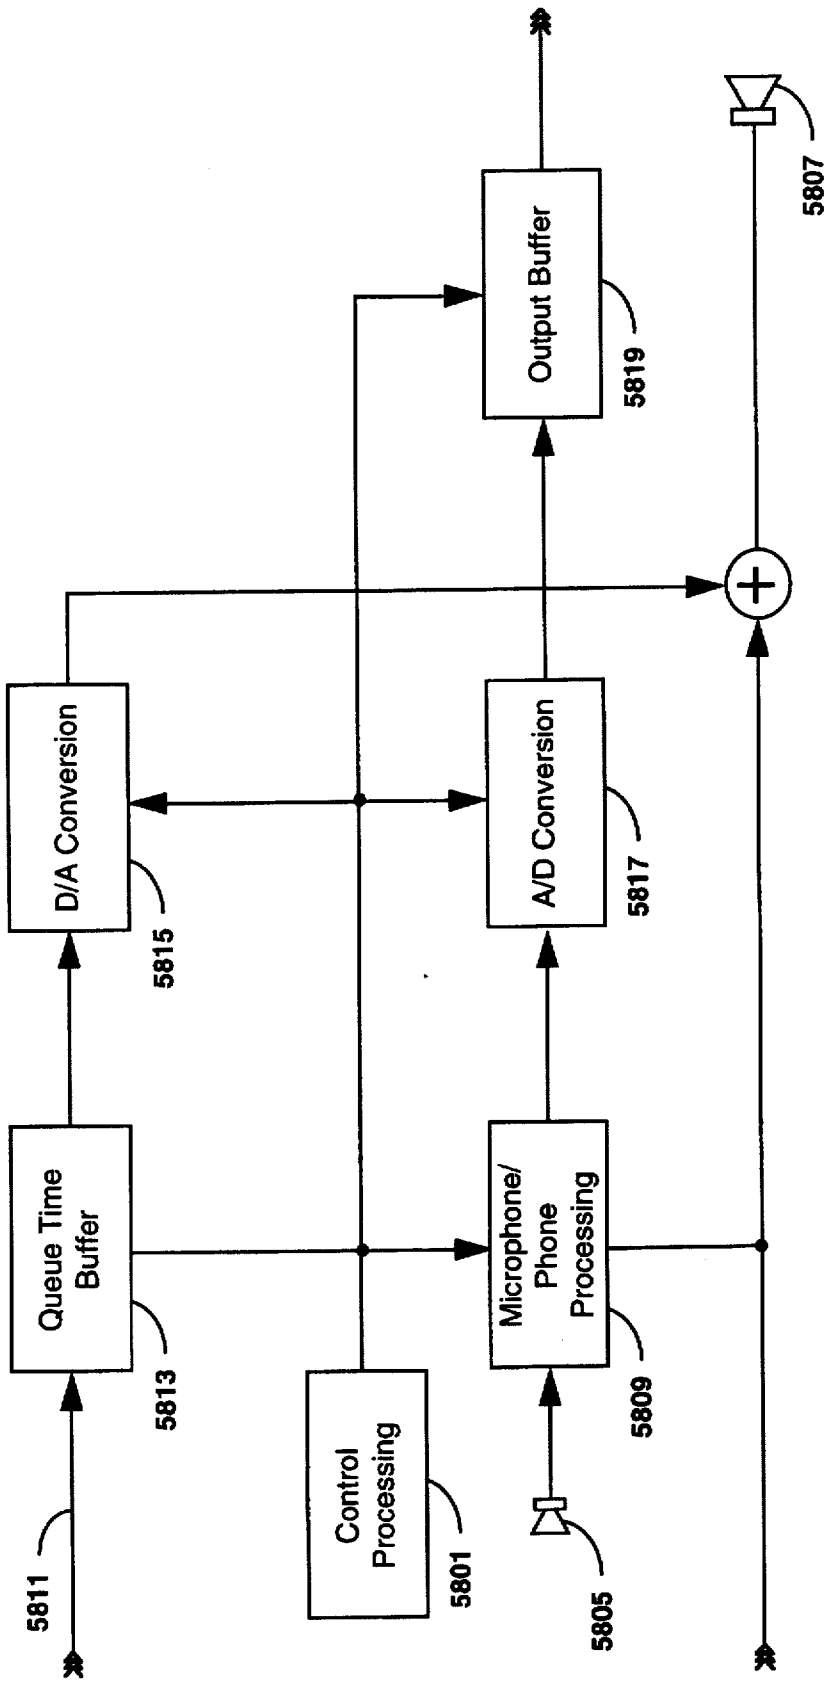 5811
Queue Time
Buffer
5813
D/A Conversion
5815
Control
Processing
5801
5805
Microphone/
Phone
Processing
5809
A/D Conversion
5817
Output Buffer
5819
+
5807